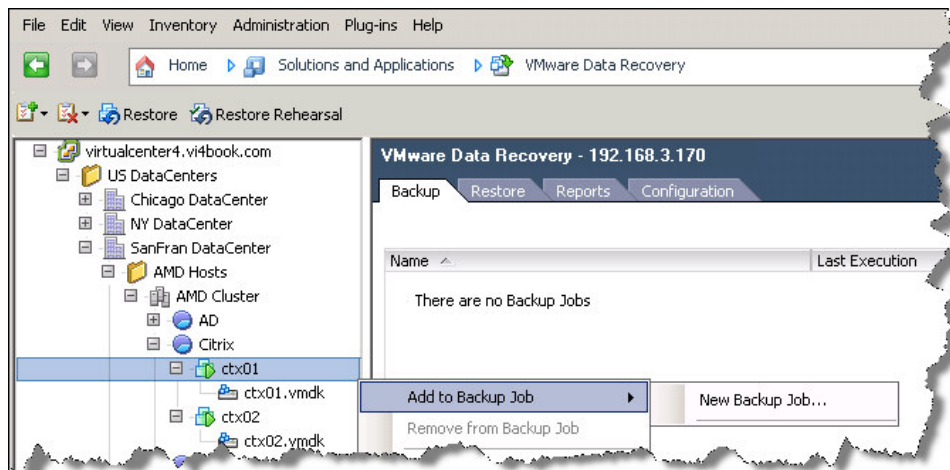 File Edit View Inventory Administration Plug-ins Help
Home Solutions and Applications VMware Data Recovery
Restore Restore Rehearsal
virtualcenter4.vi4book.com
US DataCenters
Chicago DataCenter
NY DataCenter
SanFran DataCenter
AMD Hosts
AMD Cluster
AD
Citrix
ctx01
ctx01.vmdk
ctx02
ctx02.vmdk
VMware Data Recovery - 192.168.3.170
Backup Restore Reports Configuration
Name Last Execution
There are no Backup Jobs
Add to Backup Job New Backup Job...
Remove from Backup Job